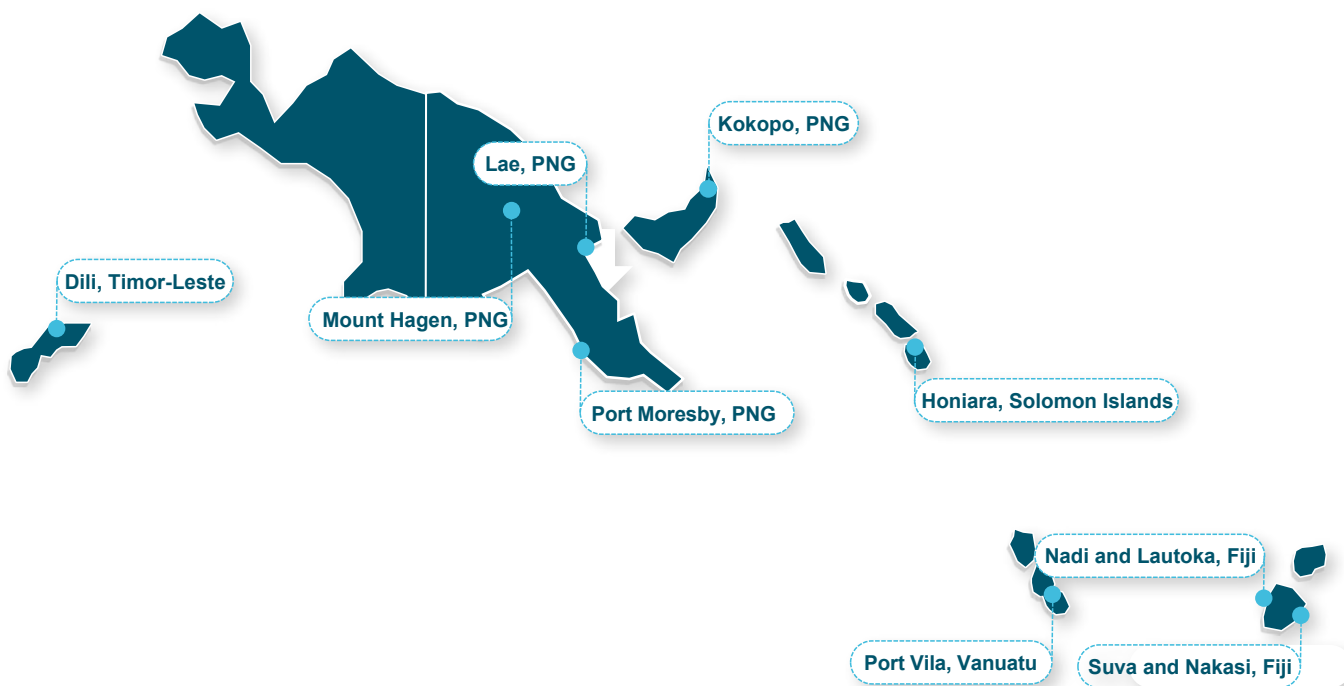 Kokopo, PNG
Lae, PNG
Dili, Timor-Leste
Mount Hagen, PNG
Honiara, Solomon Islands
Port Moresby, PNG
Nadi and Lautoka, Fiji
Port Vila, Vanuatu
Suva and Nakasi, Fiji